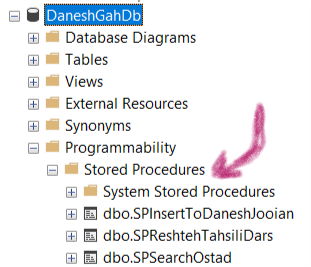 DaneshGahDb
Database Diagrams
Tables
Views
External Resources
Synonyms
Programmability
Stored Procedures
System Stored Procedures
dbo.SPInsertToDaneshJooian
dbo.SPReshtehTahsiliDars
dbo.SPSearchOstad